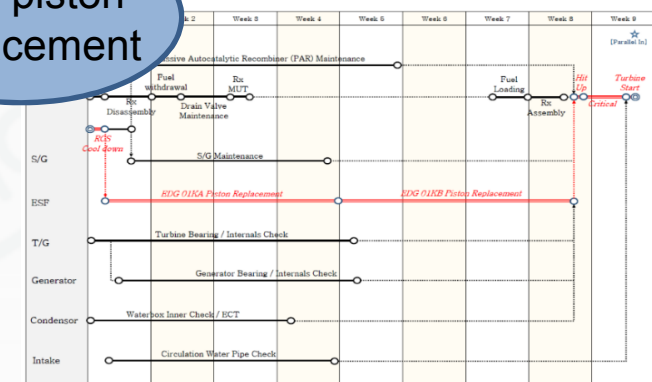 piston
cement
k 2 Week 3 Week 4 Week 5 Week 6 Week 7 Week 8 Week 9
[Parallel In]
ssive Autocatalytic Recombiner (PAR) Maintenance
Fuel withdrawal
Rx MUT
Fuel Loading
Hit Up
Turbine Start
Rx Disassembly
Drain Valve Maintenance
Rx Assembly
Critical
RCS Cool down
S/G
S/G Maintenance
ESF
EDG 01KA Piston Replacement
EDG 01KB Piston Replacement
T/G
Turbine Bearing / Internals Check
Generator
Generator Bearing / Internals Check
Condensor
Waterbox Inner Check / ECT
Intake
Circulation Water Pipe Check